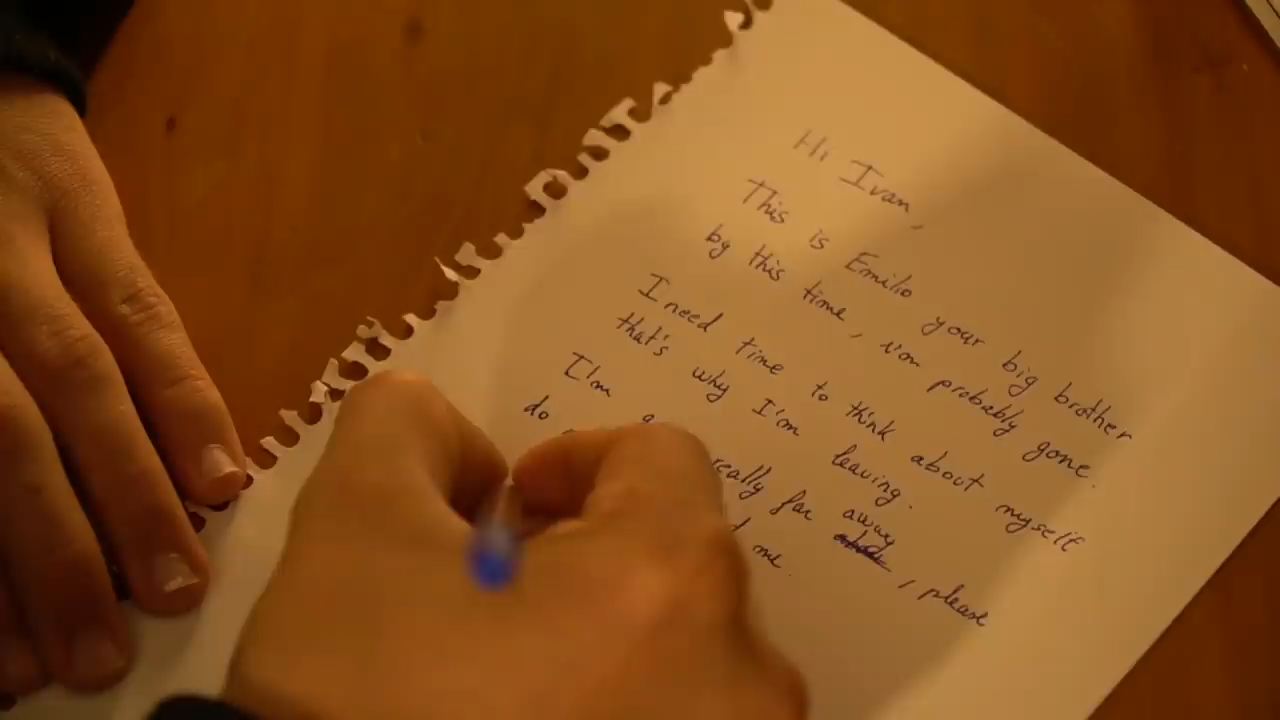 Hi Ivan,
This is Emilio your big brother
by this time, i'm probably gone.
I need time to think about myself
that's why I'm leaving.
I'm really far away, please
do me.